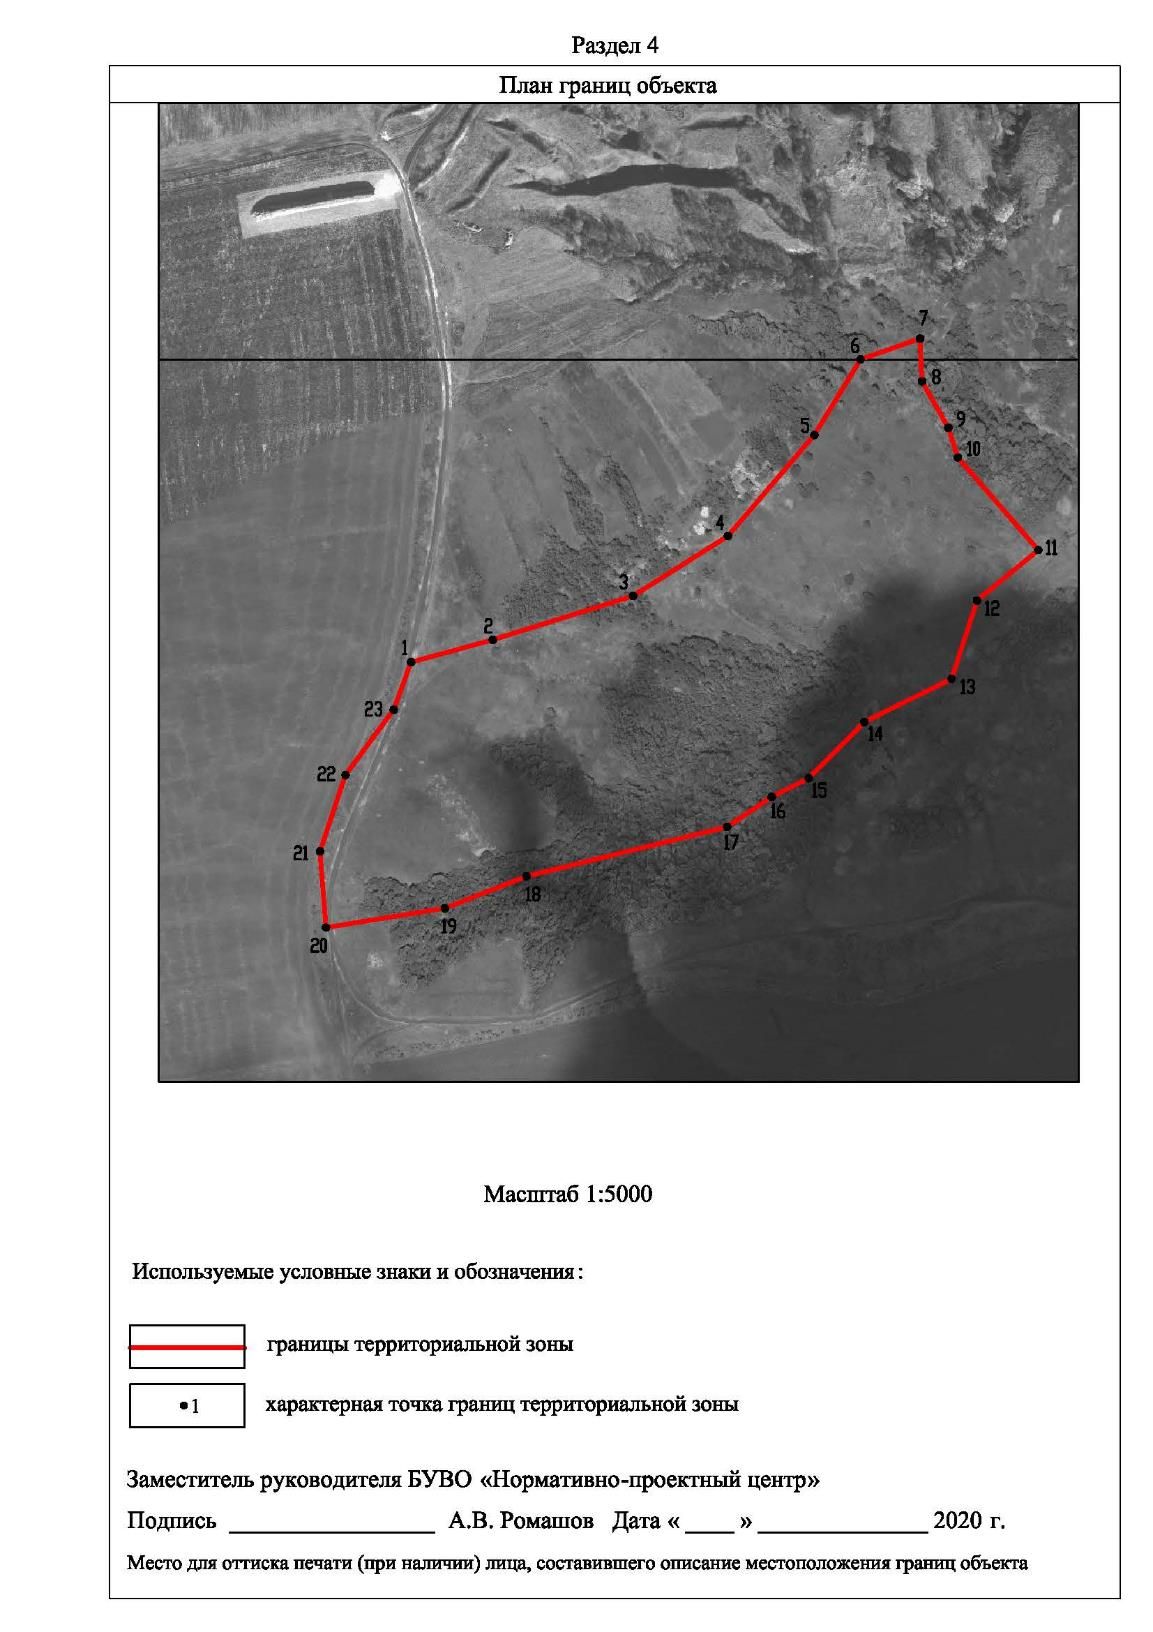 Раздел 4
План границ объекта
7
6
8
9
5
10
4
11
3
12
2
1
13
23
14
22
15
16
17
21
18
19
20
Масштаб 1:5000
Используемые условные знаки и обозначения:
границы территориальной зоны
1 характерная точка границ территориальной зоны
Заместитель руководителя БУВО «Нормативно-проектный центр»
Подпись _________________ А.В. Ромашов Дата « ____ » ______________ 2020 г.
Место для оттиска печати (при наличии) лица, составившего описание местоположения границ объекта